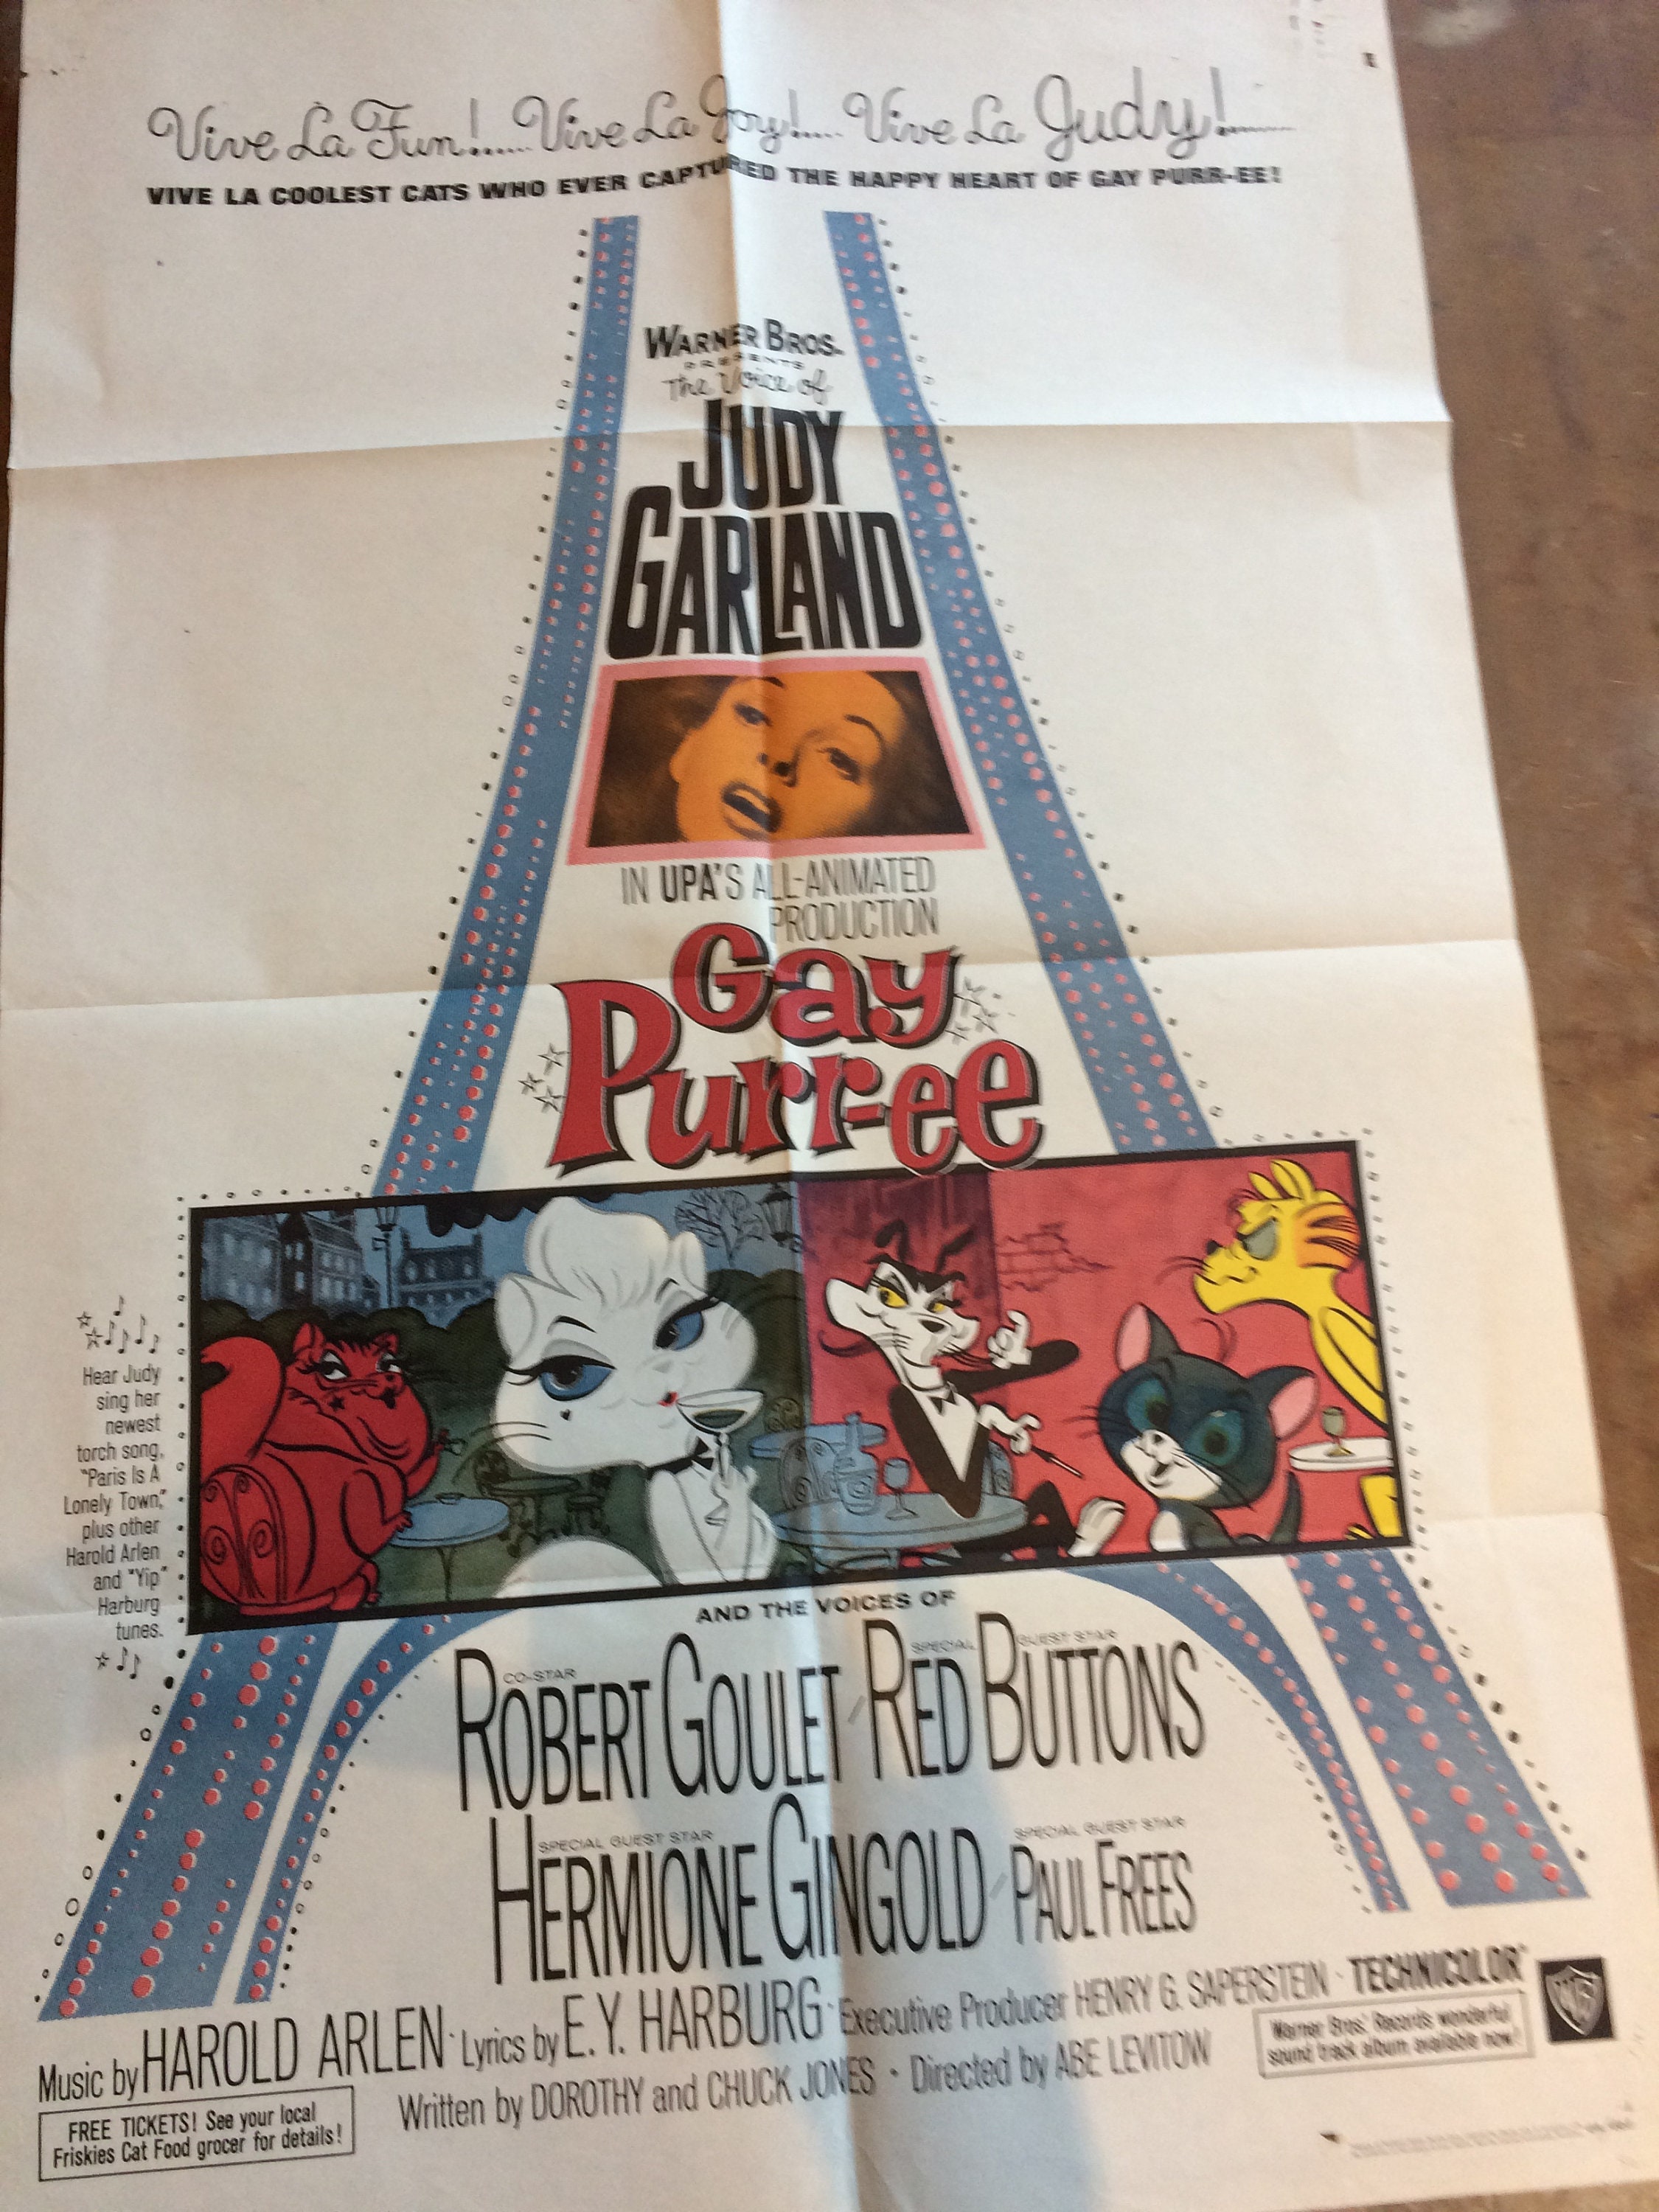 Vive La Fun!......Vive La Joy!.... Vive La Judy!........
VIVE LA COOLEST CATS WHO EVER CAPTURED THE HAPPY HEART OF GAY PURR-EE!
WARNER BROS.
PRESENTS
The Voice of
JUDY
GARLAND
IN UPA'S ALL-ANIMATED
PRODUCTION
Gay
Purr-ee
Hear Judy
sing her
newest
torch song,
"Paris Is A
Lonely Town,"
plus other
Harold Arlen
and "Yip"
Harburg
tunes.
AND THE VOICES OF
CO-STAR
SPECIAL GUEST STAR
ROBERT GOULET / RED BUTTONS
SPECIAL GUEST STAR
SPECIAL GUEST STAR
HERMIONE GINGOLD / PAUL FREES
Music by HAROLD ARLEN · Lyrics by E. Y. HARBURG · Executive Producer HENRY G. SAPERSTEIN · TECHNICOLOR®
Written by DOROTHY and CHUCK JONES · Directed by ABE LEVITOW
Warner Bros.' Records wonderful
sound track album available now!
WB
FREE TICKETS! See your local
Friskies Cat Food grocer for details!